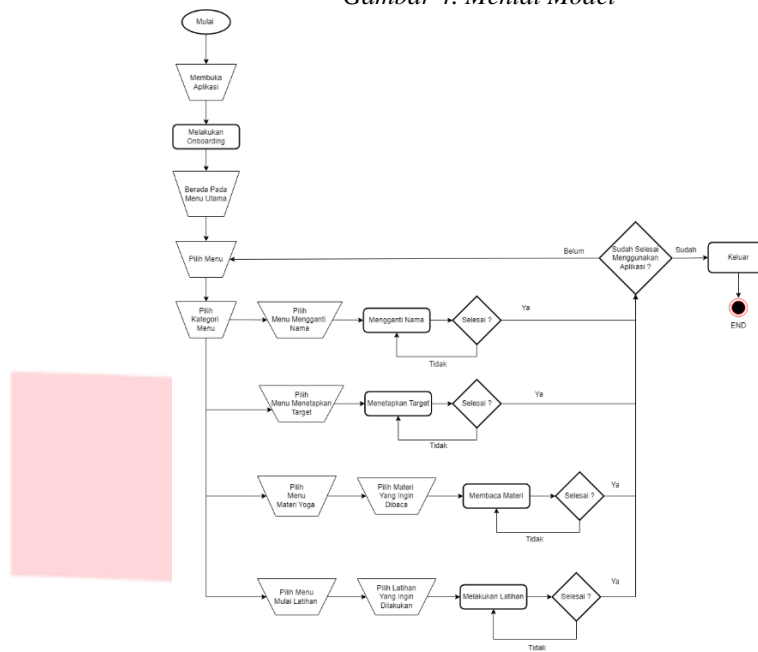 Gambar 4. Mental Model
Mulai
Membuka
Aplikasi
Melakukan
Onboarding
Berada Pada
Menu Utama
Pilih Menu
Belum
Sudah Selesai
Menggunakan
Aplikasi ?
Sudah
Keluar
END
Pilih
Kategori
Menu
Pilih
Menu Mengganti
Nama
Mengganti Nama
Selesai ?
Ya
Tidak
Pilih
Menu Menetapkan
Target
Menetapkan Target
Selesai ?
Ya
Tidak
Pilih
Menu
Materi Yoga
Pilih Materi
Yang Ingin
Dibaca
Membaca Materi
Selesai ?
Ya
Tidak
Pilih Menu
Mulai Latihan
Pilih Latihan
Yang Ingin
Dilakukan
Melakukan Latihan
Selesai ?
Ya
Tidak